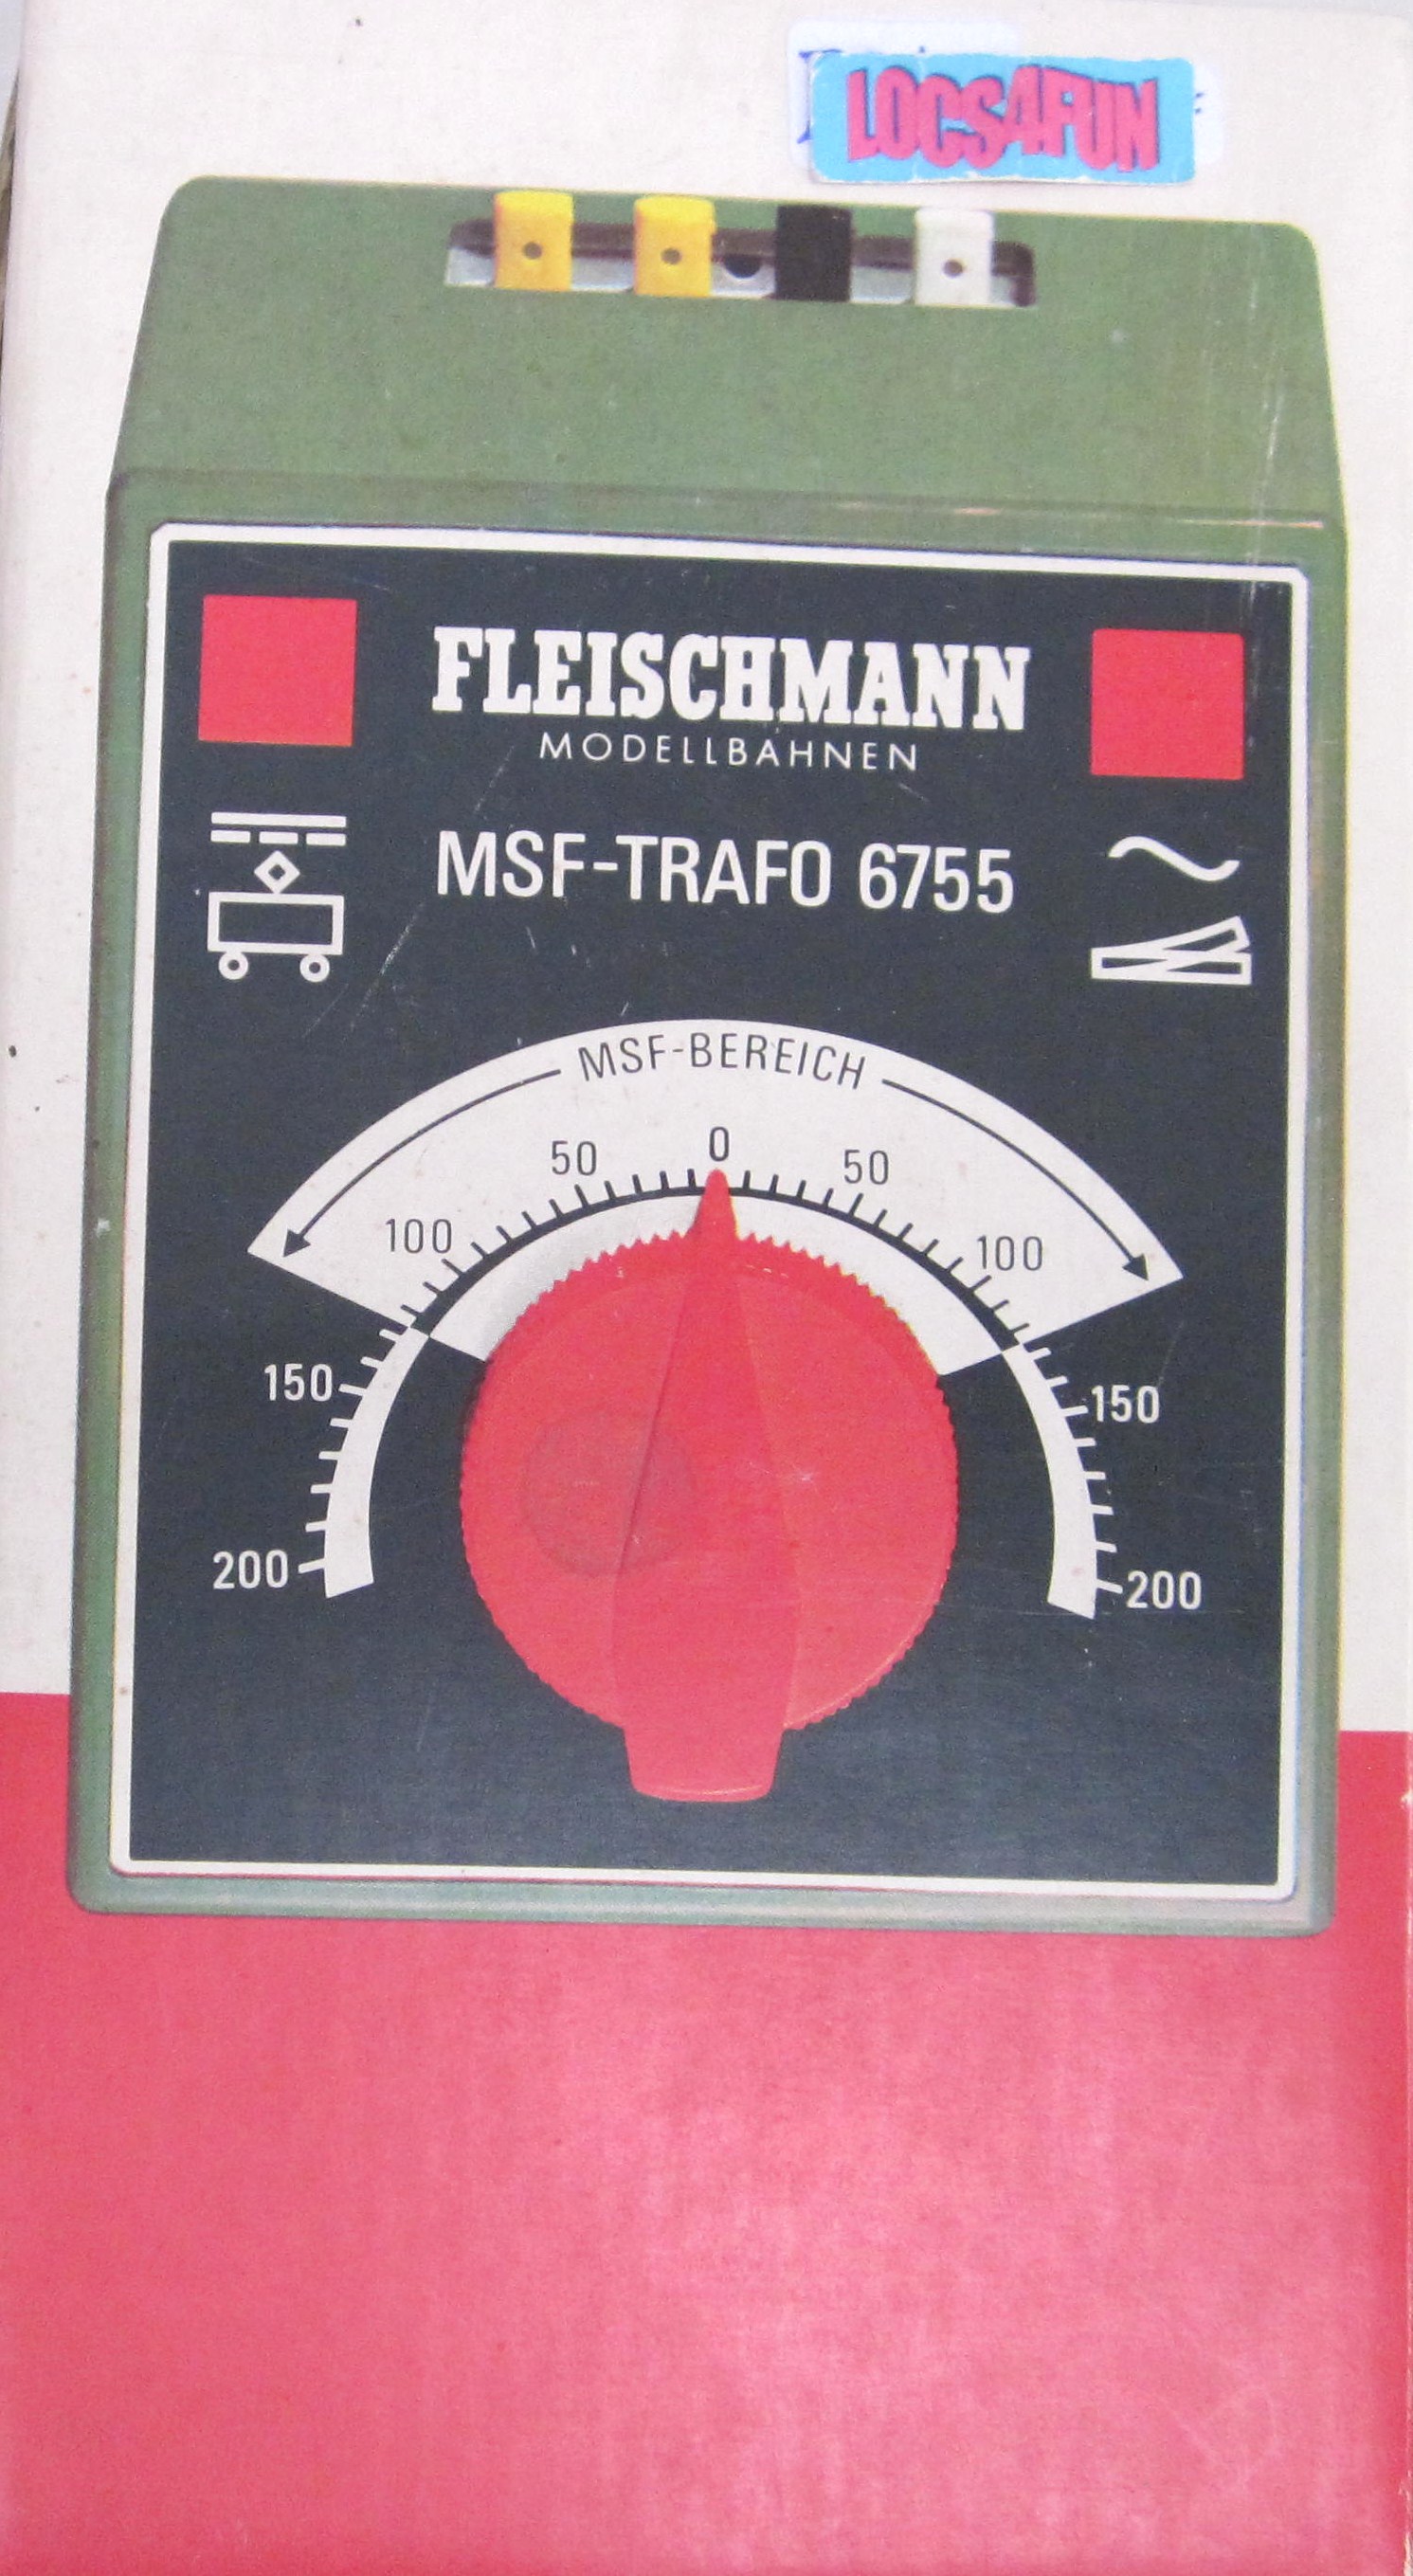 LOCS4FUN
FLEISCHMANN
MODELLBAHNEN
MSF-TRAFO 6755
MSF-BEREICH
50 0 50
100 100
150 150
200 200